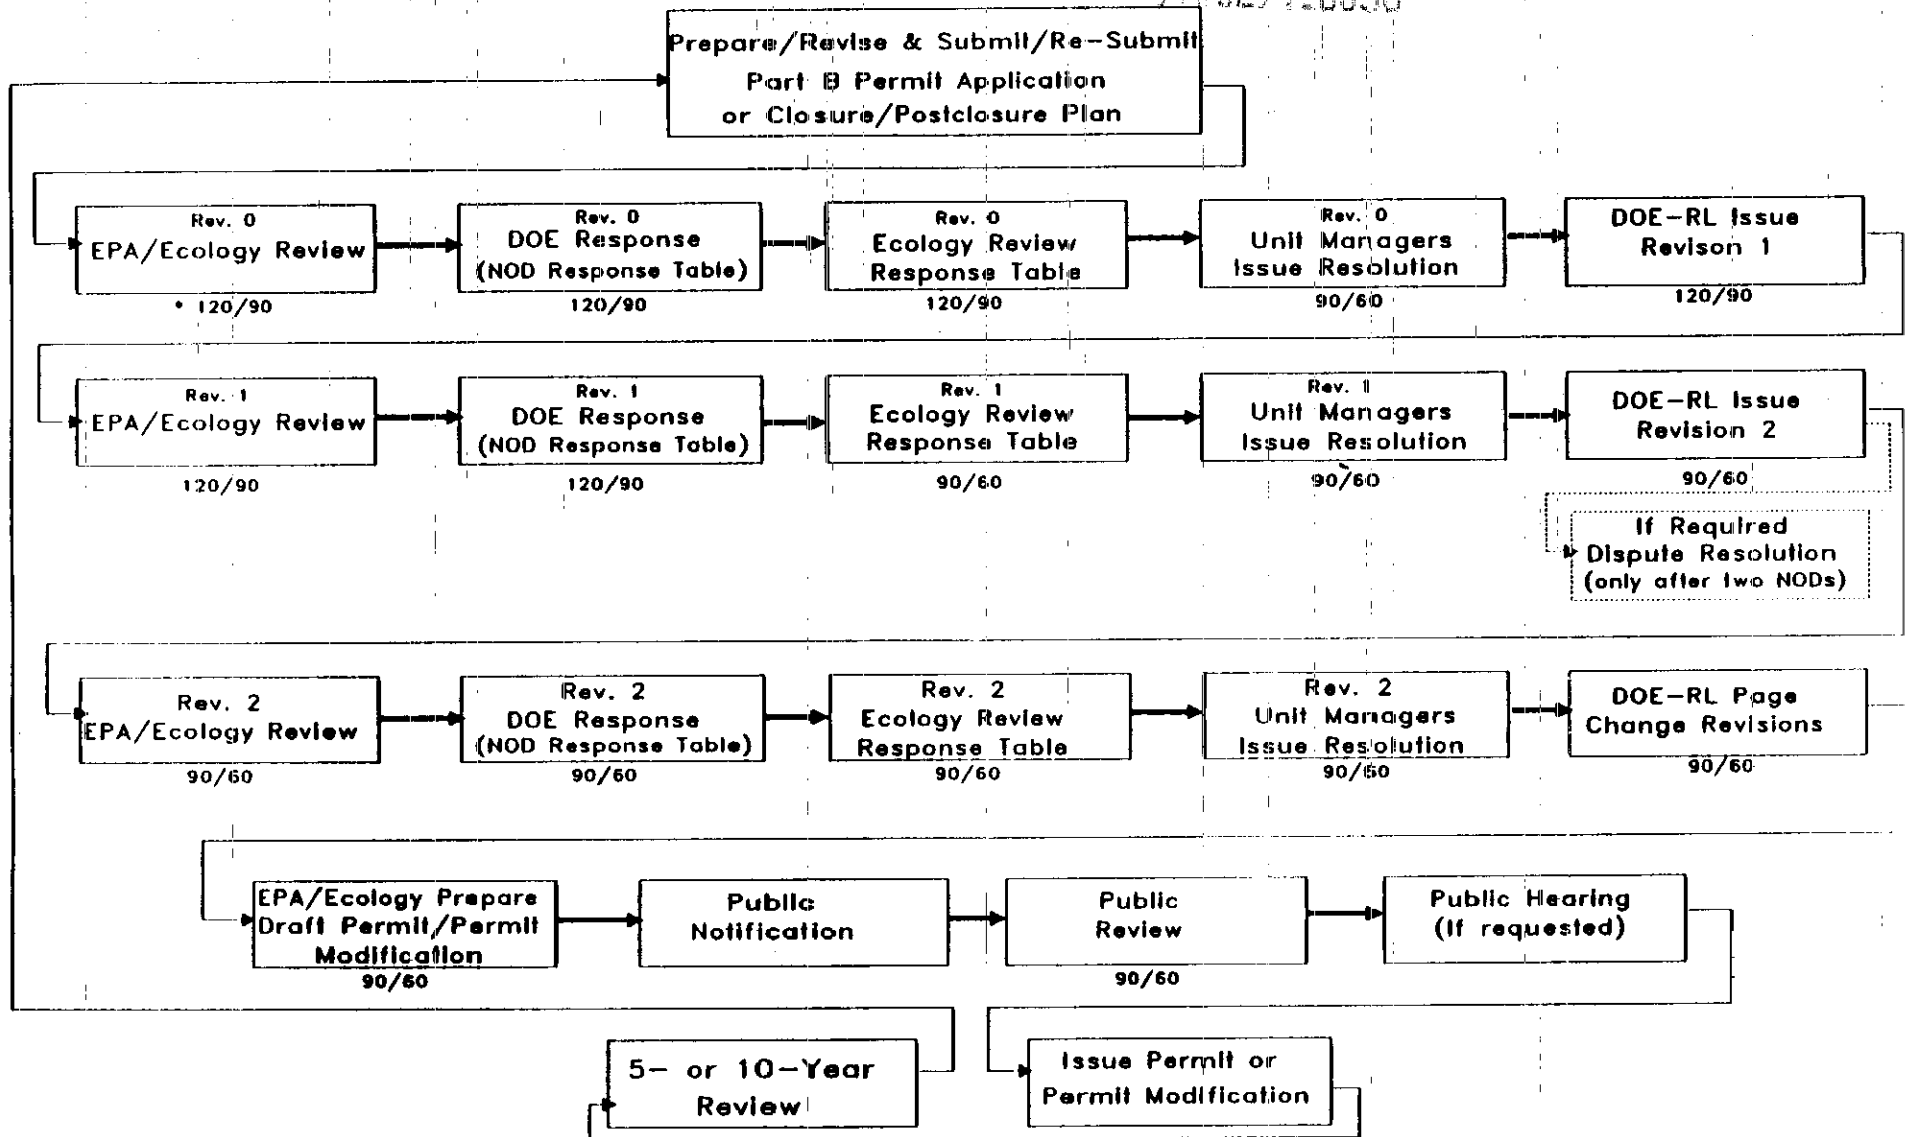 Prepare/Revise & Submit/Re-Submit
Part B Permit Application
or Closure/Postclosure Plan
Rev. 0
EPA/Ecology Review
* 120/90
Rev. 0
DOE Response
(NOD Response Table)
120/90
Rev. 0
Ecology Review
Response Table
120/90
Rev. 0
Unit Managers
Issue Resolution
90/60
DOE-RL Issue
Revison 1
120/90
Rev. 1
EPA/Ecology Review
120/90
Rev. 1
DOE Response
(NOD Response Table)
120/90
Rev. 1
Ecology Review
Response Table
90/60
Rev. 1
Unit Managers
Issue Resolution
90/60
DOE-RL Issue
Revision 2
90/60
If Required
Dispute Resolution
(only after two NODs)
Rev. 2
EPA/Ecology Review
90/60
Rev. 2
DOE Response
(NOD Response Table)
90/60
Rev. 2
Ecology Review
Response Table
90/60
Rev. 2
Unit Managers
Issue Resolution
90/60
DOE-RL Page
Change Revisions
90/60
EPA/Ecology Prepare
Draft Permit/Permit
Modification
90/60
Public
Notification
Public
Review
90/60
Public Hearing
(If requested)
5- or 10-Year
Review
Issue Permit or
Permit Modification